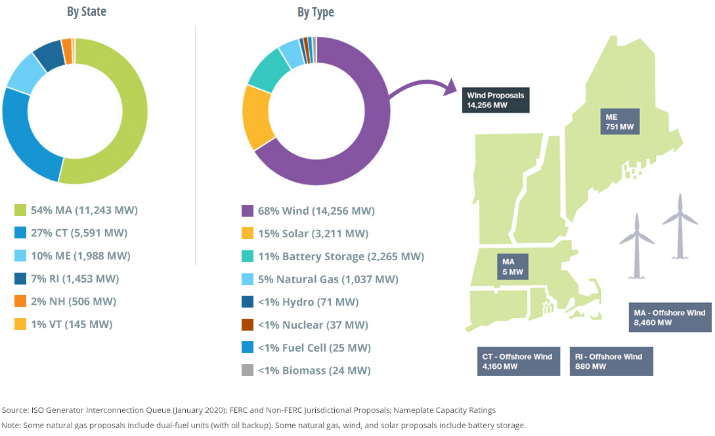 By State
By Type
54% MA (11,243 MW)
27% CT (5,591 MW)
10% ME (1,988 MW)
7% RI (1,453 MW)
2% NH (506 MW)
1% VT (145 MW)
68% Wind (14,256 MW)
15% Solar (3,211 MW)
11% Battery Storage (2,265 MW)
5% Natural Gas (1,037 MW)
<1% Hydro (71 MW)
<1% Nuclear (37 MW)
<1% Fuel Cell (25 MW)
<1% Biomass (24 MW)
Wind Proposals
14,256 MW
ME
751 MW
MA
5 MW
MA - Offshore Wind
8,460 MW
CT - Offshore Wind
4,160 MW
RI - Offshore Wind
880 MW
Source: ISO Generator Interconnection Queue (January 2020); FERC and Non-FERC Jurisdictional Proposals; Nameplate Capacity Ratings
Note: Some natural gas proposals include dual-fuel units (with oil backup). Some natural gas, wind, and solar proposals include battery storage.